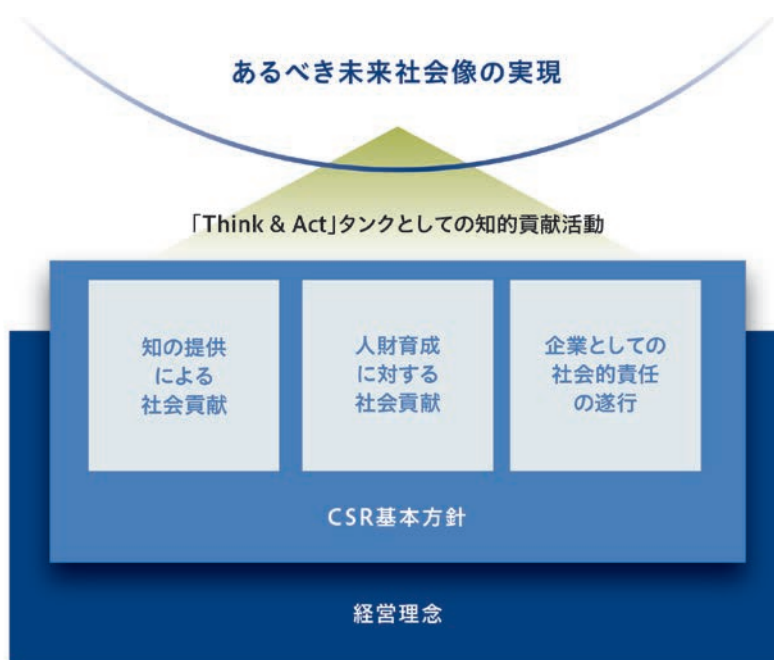 あるべき未来社会像の実現
「Think & Act」タンクとしての知的貢献活動
知の提供
による
社会貢献
人財育成
に対する
社会貢献
企業としての
社会的責任
の遂行
CSR基本方針
経営理念